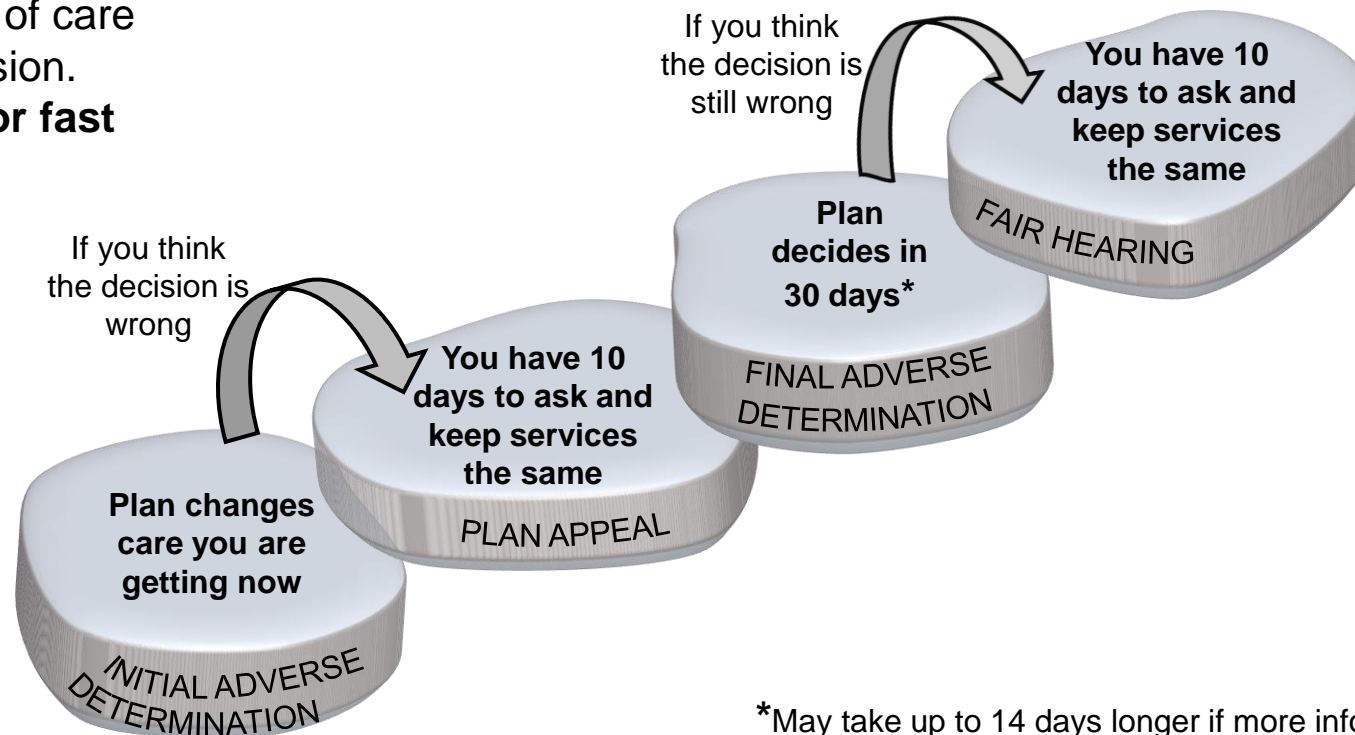 of care
sion.
or fast
If you think
the decision is
wrong
Plan changes
care you are
getting now
INITIAL ADVERSE
DETERMINATION
You have 10
days to ask and
keep services
the same
PLAN APPEAL
If you think
the decision is
still wrong
Plan
decides in
30 days*
FINAL ADVERSE
DETERMINATION
You have 10
days to ask and
keep services
the same
FAIR HEARING
*May take up to 14 days longer if more info